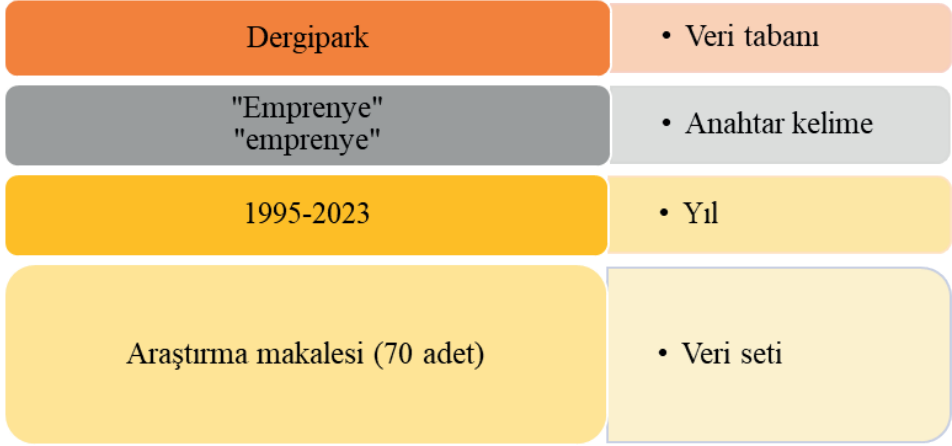 Dergipark
• Veri tabanı
"Emprenye"
"emprenye"
• Anahtar kelime
1995-2023
• Yıl
Araştırma makalesi (70 adet)
• Veri seti